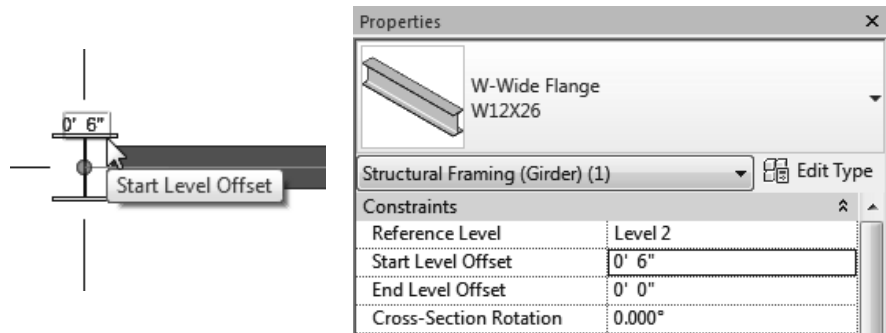 0' 6"
Start Level Offset
Properties
W-Wide Flange
W12X26
Structural Framing (Girder) (1)
Edit Type
Constraints
Reference Level Level 2
Start Level Offset 0' 6"
End Level Offset 0' 0"
Cross-Section Rotation 0.000°